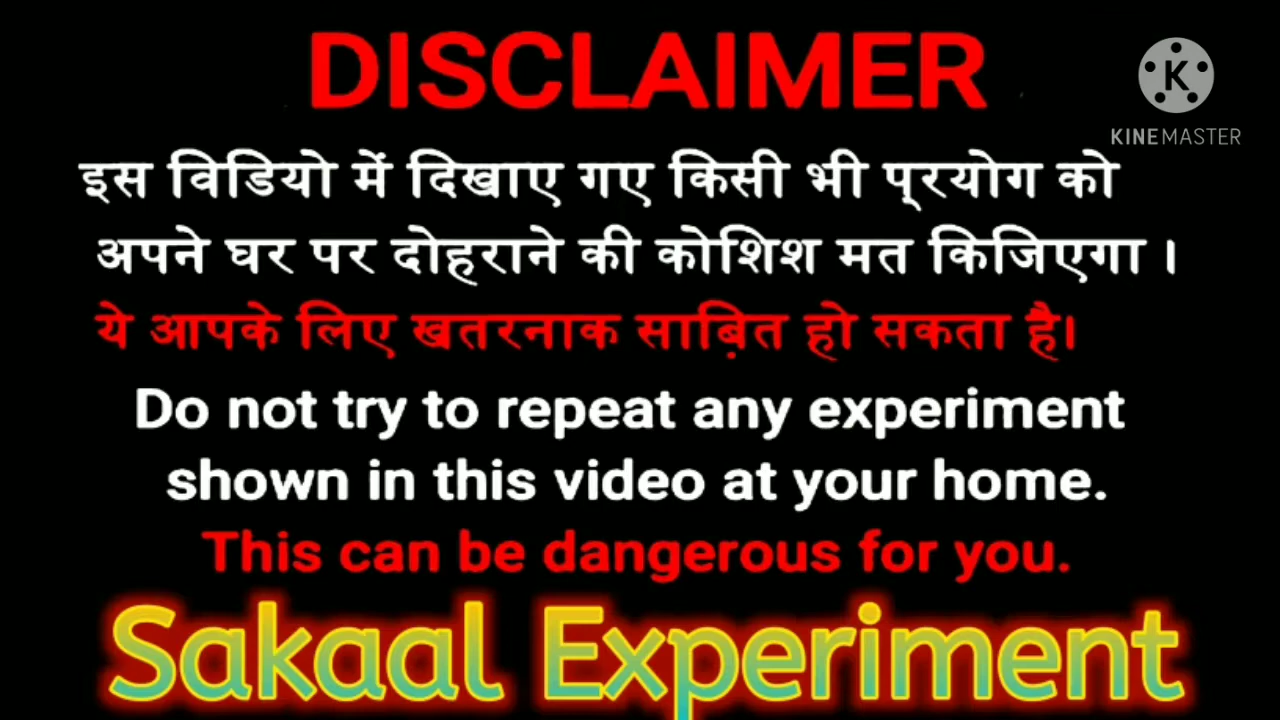 DISCLAIMER
K
KINEMASTER
इस विडियो में दिखाए गए किसी भी प्रयोग को
अपने घर पर दोहराने की कोशिश मत किजिएगा ।
ये आपके लिए खतरनाक साब़ित हो सकता है।
Do not try to repeat any experiment
shown in this video at your home.
This can be dangerous for you.
Sakaal Experiment